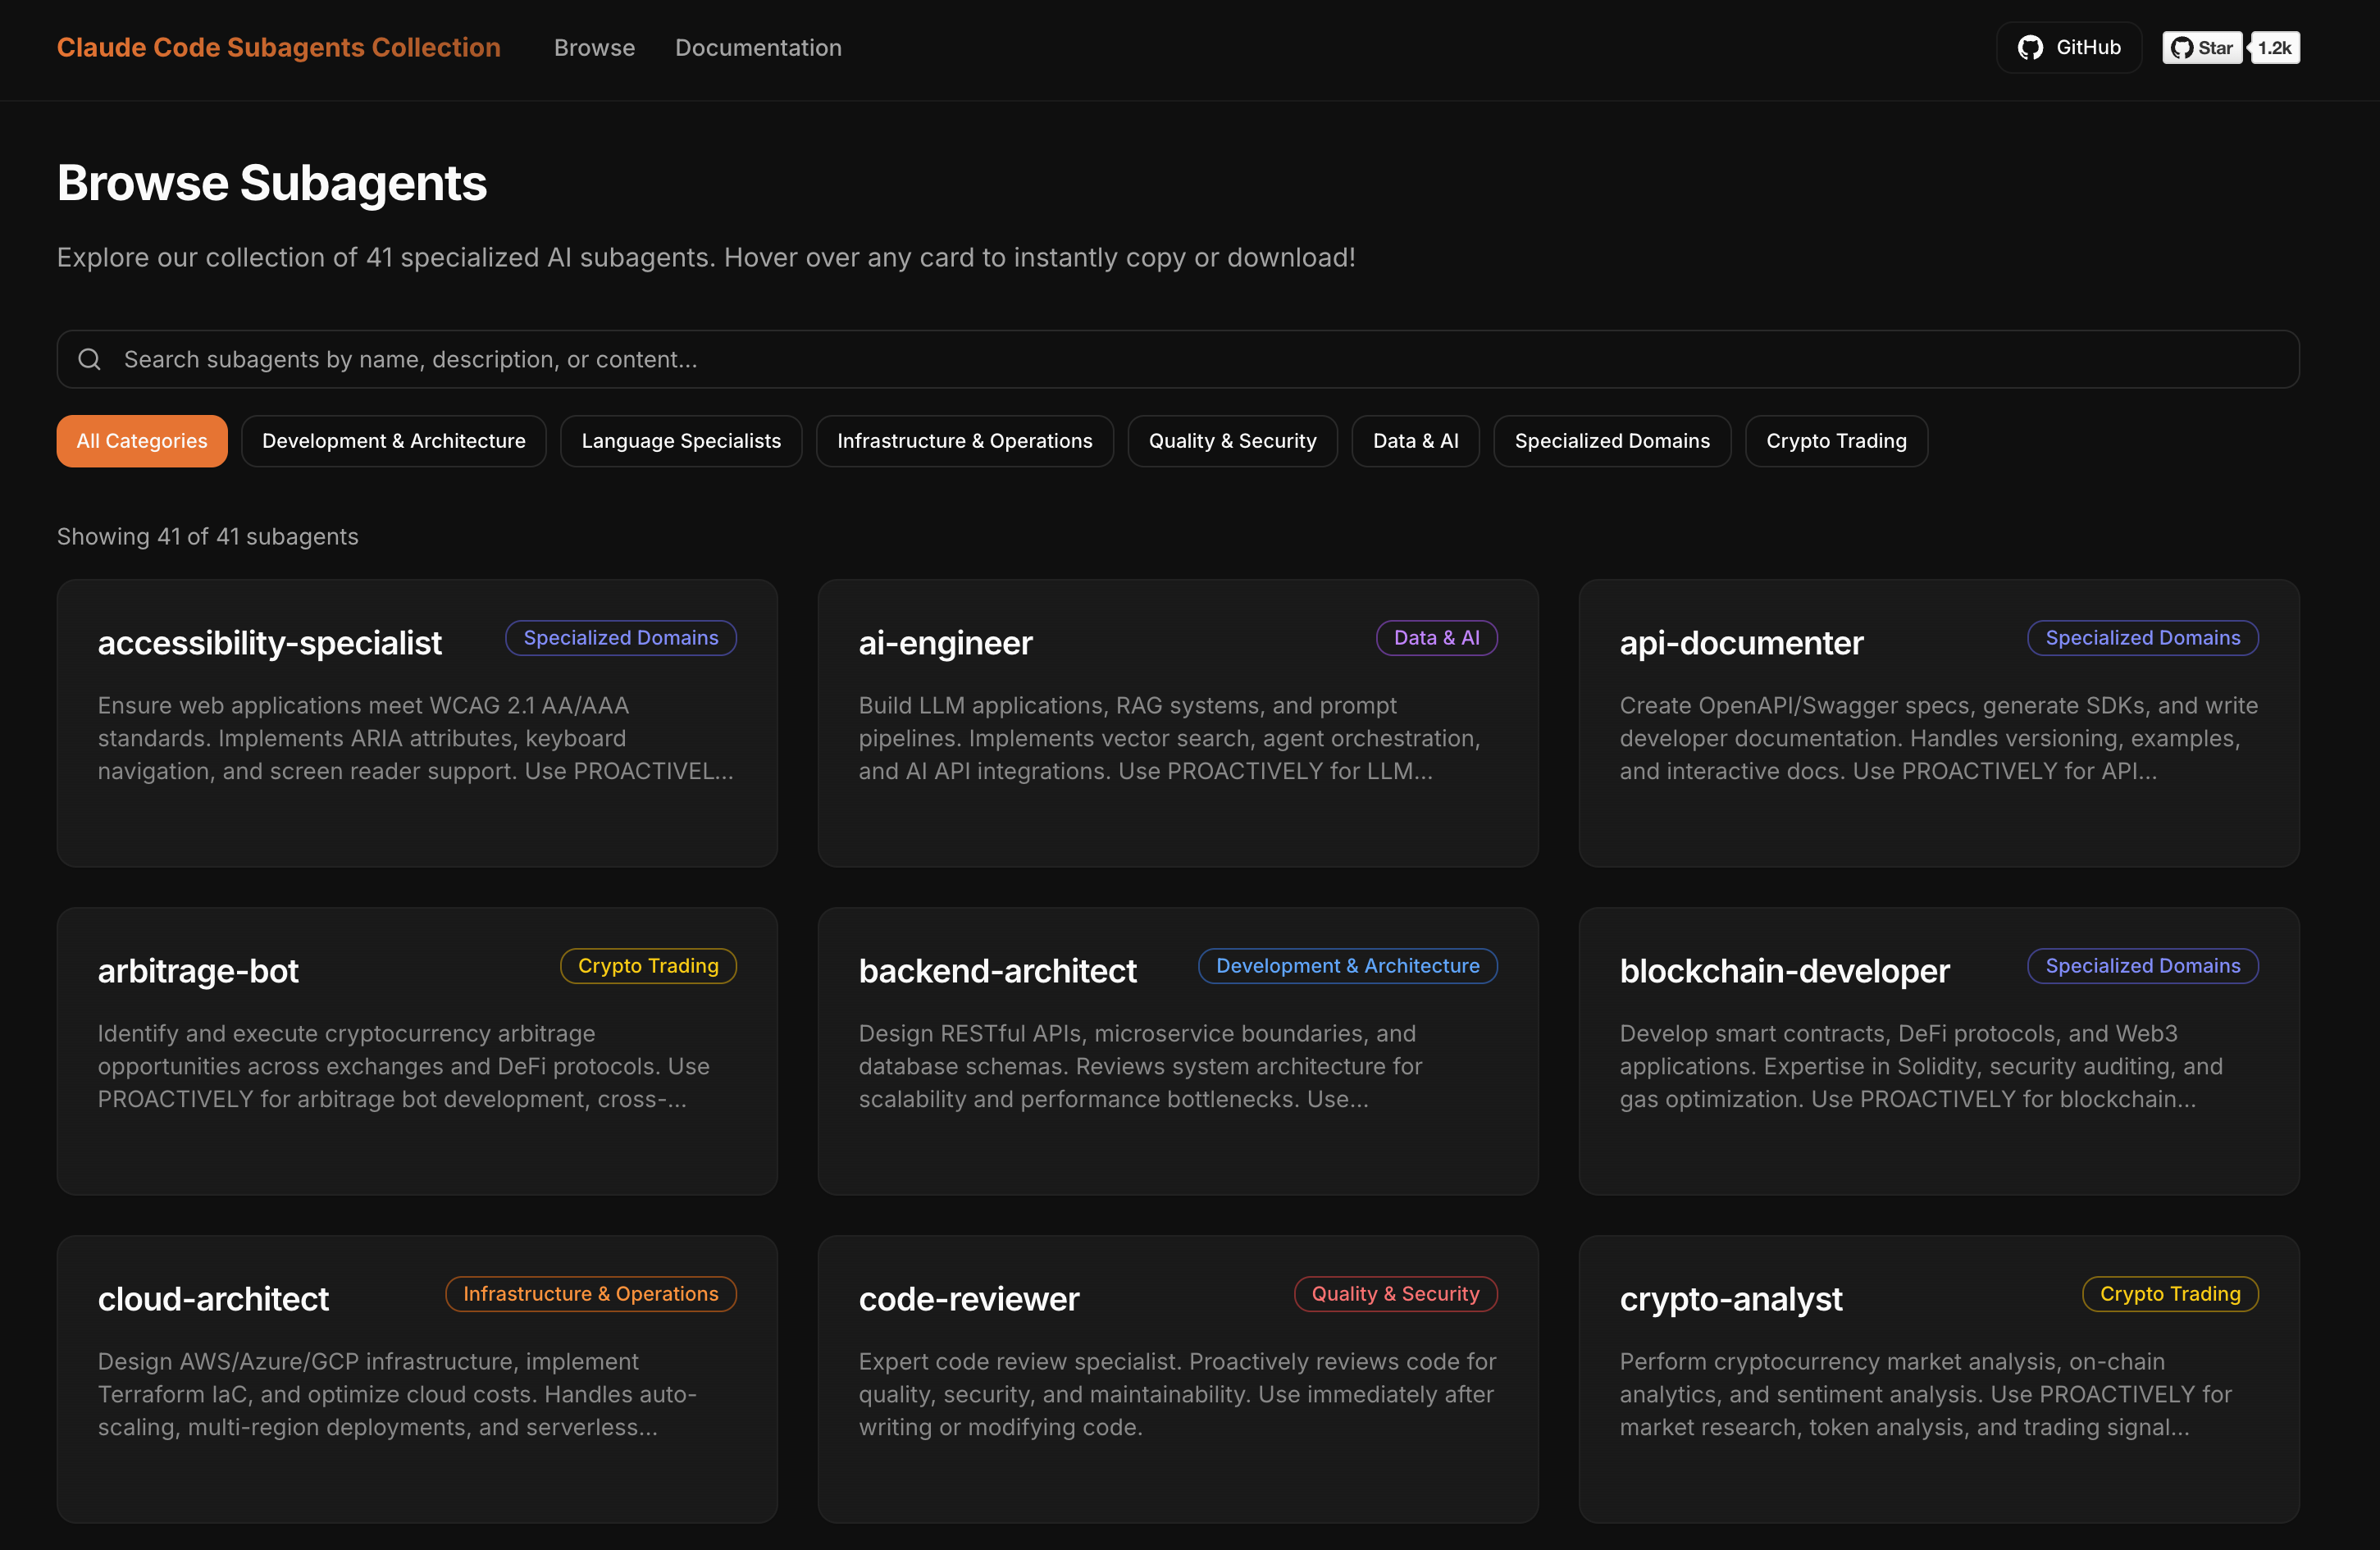 Claude Code Subagents Collection
Browse
Documentation
GitHub
Star
1.2k
Browse Subagents
Explore our collection of 41 specialized AI subagents. Hover over any card to instantly copy or download!
Search subagents by name, description, or content...
All Categories
Development & Architecture
Language Specialists
Infrastructure & Operations
Quality & Security
Data & AI
Specialized Domains
Crypto Trading
Showing 41 of 41 subagents
accessibility-specialist
Specialized Domains
Ensure web applications meet WCAG 2.1 AA/AAA
standards. Implements ARIA attributes, keyboard
navigation, and screen reader support. Use PROACTIVEL...
ai-engineer
Data & AI
Build LLM applications, RAG systems, and prompt
pipelines. Implements vector search, agent orchestration,
and AI API integrations. Use PROACTIVELY for LLM...
api-documenter
Specialized Domains
Create OpenAPI/Swagger specs, generate SDKs, and write
developer documentation. Handles versioning, examples,
and interactive docs. Use PROACTIVELY for API...
arbitrage-bot
Crypto Trading
Identify and execute cryptocurrency arbitrage
opportunities across exchanges and DeFi protocols. Use
PROACTIVELY for arbitrage bot development, cross-...
backend-architect
Development & Architecture
Design RESTful APIs, microservice boundaries, and
database schemas. Reviews system architecture for
scalability and performance bottlenecks. Use...
blockchain-developer
Specialized Domains
Develop smart contracts, DeFi protocols, and Web3
applications. Expertise in Solidity, security auditing, and
gas optimization. Use PROACTIVELY for blockchain...
cloud-architect
Infrastructure & Operations
Design AWS/Azure/GCP infrastructure, implement
Terraform IaC, and optimize cloud costs. Handles auto-
scaling, multi-region deployments, and serverless...
code-reviewer
Quality & Security
Expert code review specialist. Proactively reviews code for
quality, security, and maintainability. Use immediately after
writing or modifying code.
crypto-analyst
Crypto Trading
Perform cryptocurrency market analysis, on-chain
analytics, and sentiment analysis. Use PROACTIVELY for
market research, token analysis, and trading signal...